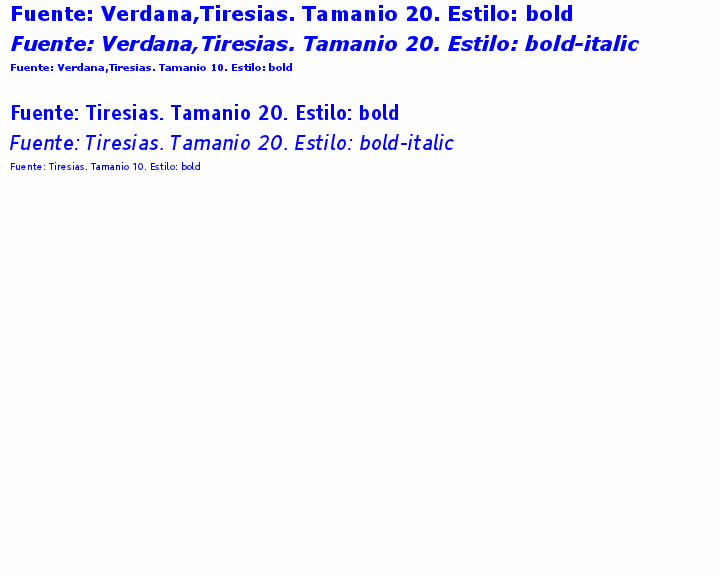 Fuente: Verdana,Tiresias. Tamanio 20. Estilo: bold
Fuente: Verdana,Tiresias. Tamanio 20. Estilo: bold-italic
Fuente: Verdana,Tiresias. Tamanio 10. Estilo: bold
Fuente: Tiresias. Tamanio 20. Estilo: bold
Fuente: Tiresias. Tamanio 20. Estilo: bold-italic
Fuente: Tiresias. Tamanio 10. Estilo: bold